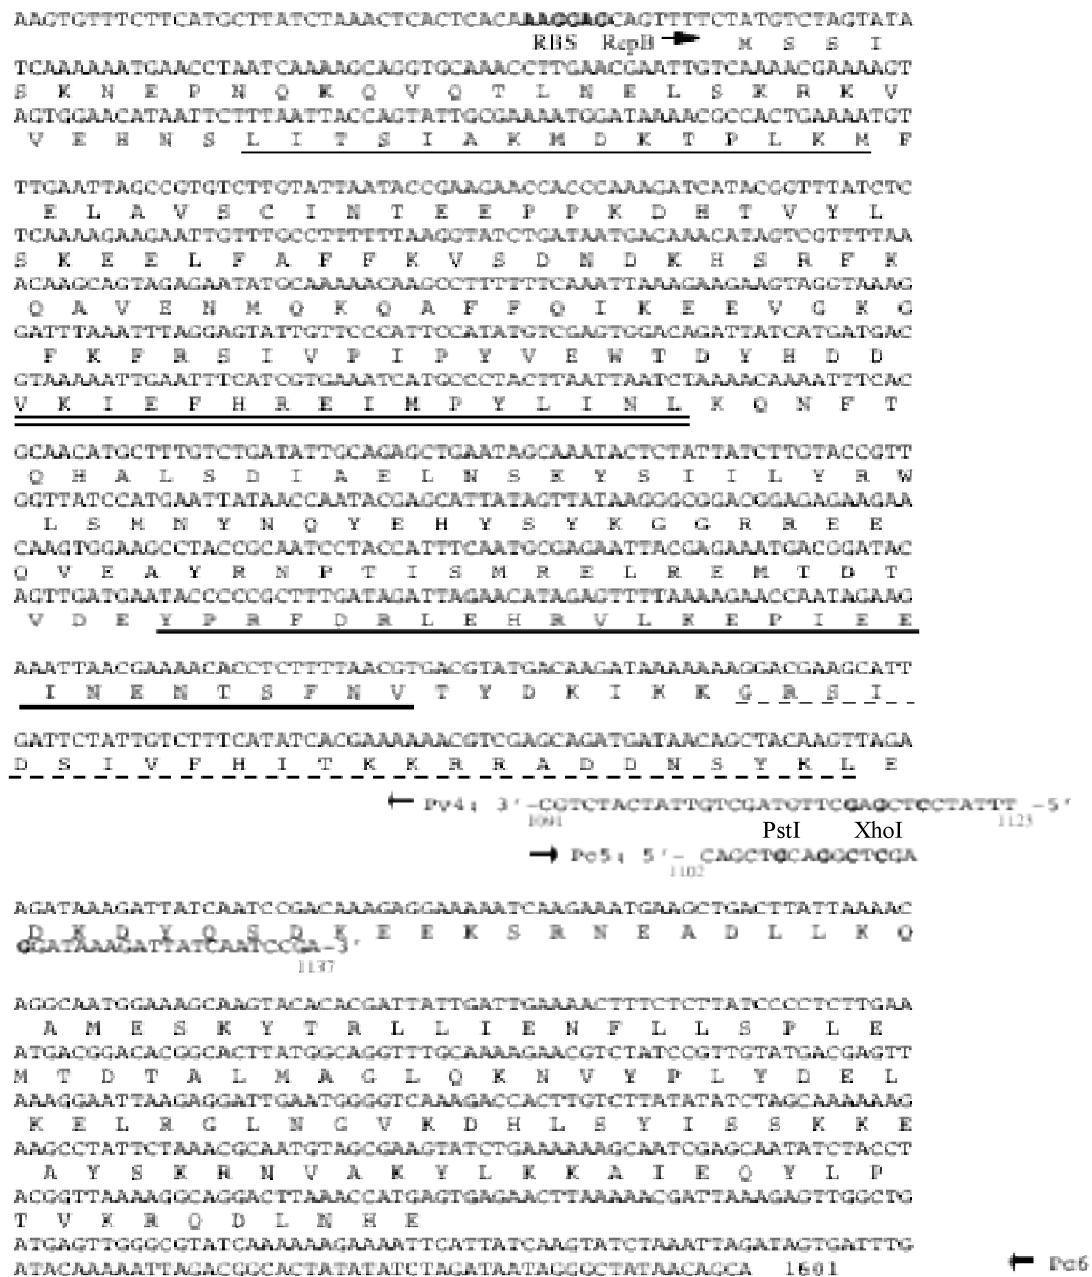 AAGTGTTTCTTCATGCTTATCTAAACTCACTCACAAAGGAGCAGTTTTCTATGTCTAGTATA
RBS RepB M S S I
TCAAAAAAATGAACCTAATCAAAAAGCAGGTGCAAACCTTGAACGAATTGTCAAAACGAAAAGT
S K N E P N Q K Q V Q T L N E L S K R K V
AGTGGAACATAATTCTTTAATTACCAGTATTGCGAAAATGGATAAAACGCCACTGAAAATGT
V E H N S L I T S I A K M D K T P L K M F
TTGAATTAGCCGTGTCTTGTATTAATACCGAAGAACCACCCAAAGATCATACGGTTTATCTC
E L A V S C I N T E E P P K D H T V Y L
TCAAAAGAAGAATTGTTTGCCTTTTTTAAGGTATCTGATAATGACAAACATAGTCGTTTTAA
S K E E L F A F F K V S D N D K H S R F K
ACAAGCAGTAGAGAATATGCAAAAACAAGCCTTTTTTCAAATTAAAGAAGAAGTAGGTAAAG
Q A V E N M Q K Q A F F Q I K E E V G K G
GATTTAAATTTAGGAGTATTGTTCCCATTCCATATGTCGAGTGGACAGATTATCATGATGAC
F K F R S I V P I P Y V E W T D Y H D D
GTAAAAATTGAATTTCATCGTGAAATCATGCCCTACTTAATTAATCTAAAACAAAATTTCAC
V K I E F H R E I M P Y L I N L K Q N F T
GCAACATGCTTTGTCTGATATTGCAGAGCTGAATAGCAAATACTCTATTATCTTGTACCGTT
Q H A L S D I A E L N S K Y S I I L Y R W
GGTTATCCATGAATTATAACCAATACGAGCATTATAGTTATAAGGGCGGACGGAGAGAAGAA
L S M N Y N Q Y E H Y S Y K G G R R E E
CAAGTGGAAGCCTACCGCAATCCTACCATTTCAATGCGAGAATTACGAGAAATGACGGATAC
Q V E A Y R N P T I S M R E L R E M T D T
AGTTGATGAATACCCCCGCTTTGATAGATTAGAACATAGAGTTTTAAAAGAACCAATAGAAG
V D E Y P R F D R L E H R V L K E P I E E
AAATTAACGAAAACACCTCTTTTAACGTGACGTATGACAAGATAAAAAAAGGACGAAGCATT
I N E N T S F N V T Y D K I K K G R S I
GATTCTATTGTCTTTCATATCACGAAAAAACGTCGAGCAGATGATAACAGCTACAAGTTAGA
D S I V F H I T K K R R A D D N S Y K L E
Pv4: 3'-CGTCTACTATTGTCGATGTTCGAGCTCCTATTT -5'
1091 1123
PstI XhoI
Pc5: 5'- CAGCTGCAGGCTCGA
1102
AGATAAAGATTATCAATCCGACAAAGAGGAAAAATCAAGAAATGAAGCTGACTTATTAAAAC
D K D Y Q S D K E E K S R N E A D L L K Q
GGATAAAGATTATCAATCCGA-3'
1137
AGGCAATGGAAAGCAAGTACACACGATTATTGATTGAAAACTTTCTCTTATCCCCTCTTGAA
A M E S K Y T R L L I E N F L L S P L E
ATGACGGACACGGCACTTATGGCAGGTTTGCAAAAGAACGTCTATCCGTTGTATGACGAGTT
M T D T A L M A G L Q K N V Y P L Y D E L
AAAGGAATTAAGAGGATTGAATGGGGTCAAAGACCACTTGTCTTATATATCTAGCAAAAAAG
K E L R G L N G V K D H L S Y I S S K K E
AAGCCTATTCTAAACGCAATGTAGCGAAGTATCTGAAAAAAGCAATCGAGCAATATCTACCT
A Y S K R N V A K Y L K K A I E Q Y L P
ACGGTTAAAAGGCAGGACTTAAACCATGAGTGAGAACTTAAAAACGATTAAAGAGTTGGCTG
T V K R Q D L N H E
ATGAGTTGGGCGTATCAAAAAAAGAAAATTCATTATCAAGTATCTAAATTAGATAGTGATTTG
ATACAAAAATTAGACGGCACTATATATCTAGATAATAGGGCTATAACAGCA 1601 Pc6